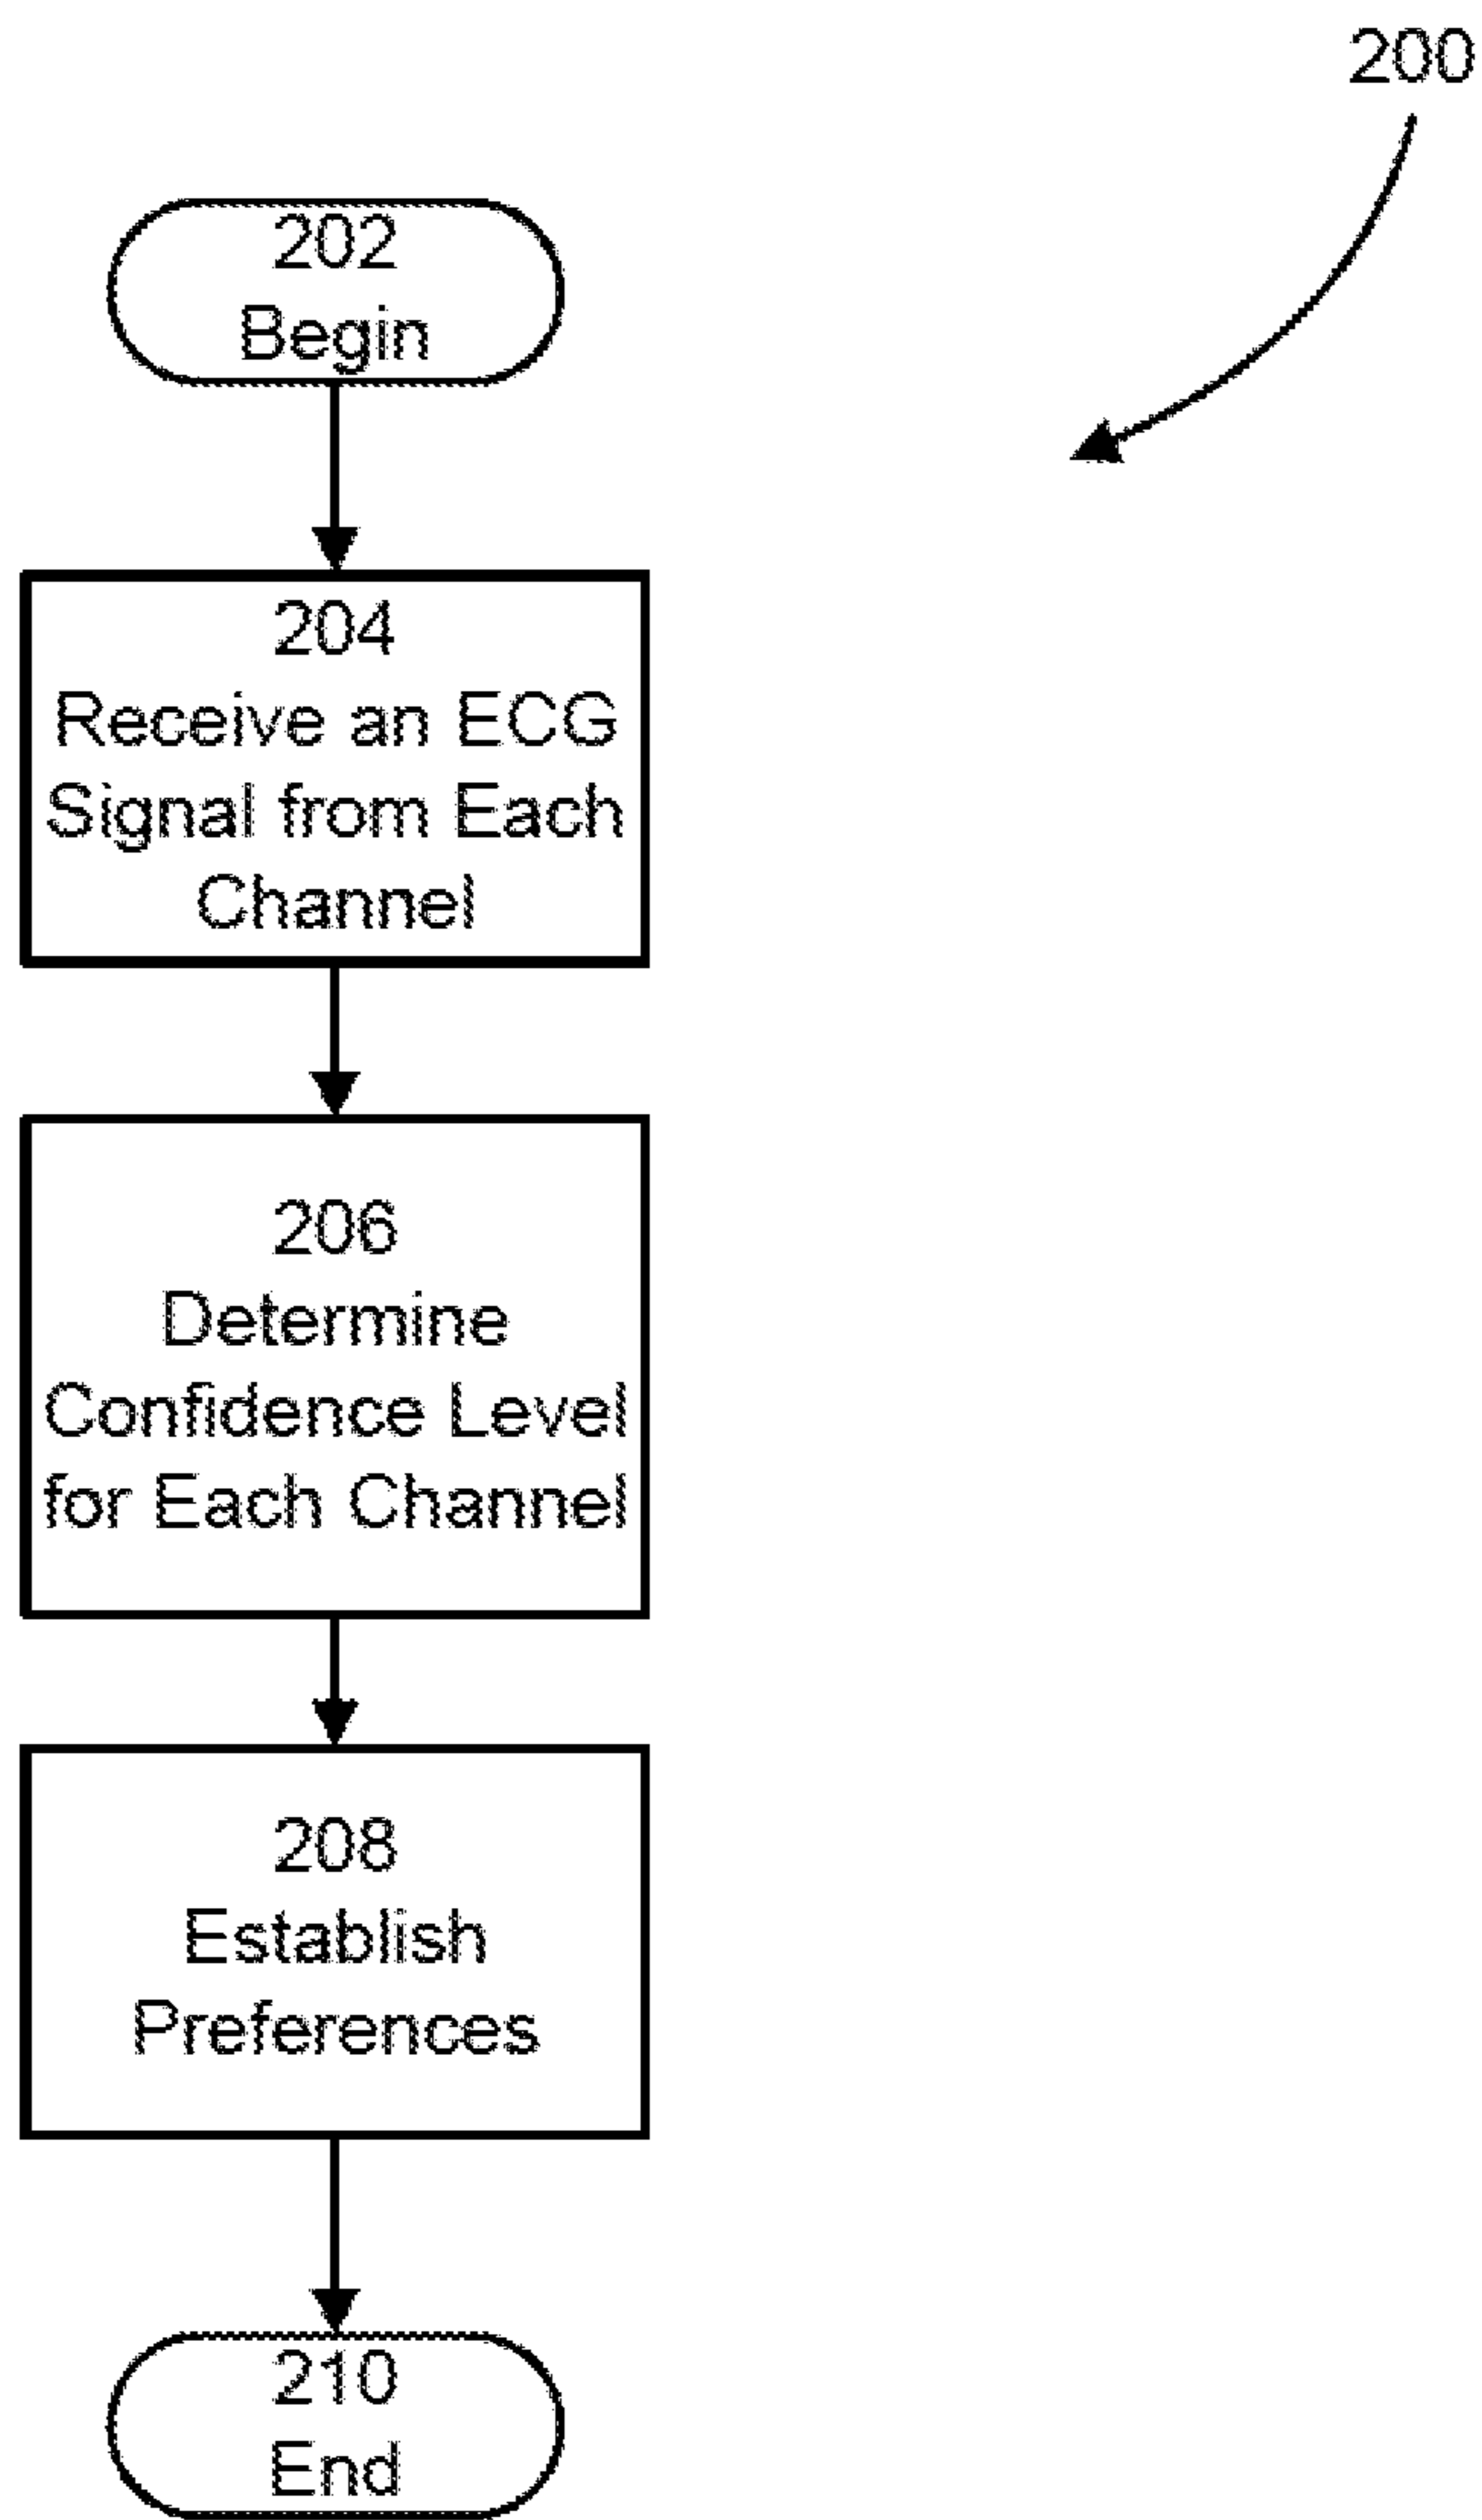 200
202
Begin
204
Receive an ECG
Signal from Each
Channel
206
Determine
Confidence Level
for Each Channel
208
Establish
Preferences
210
End